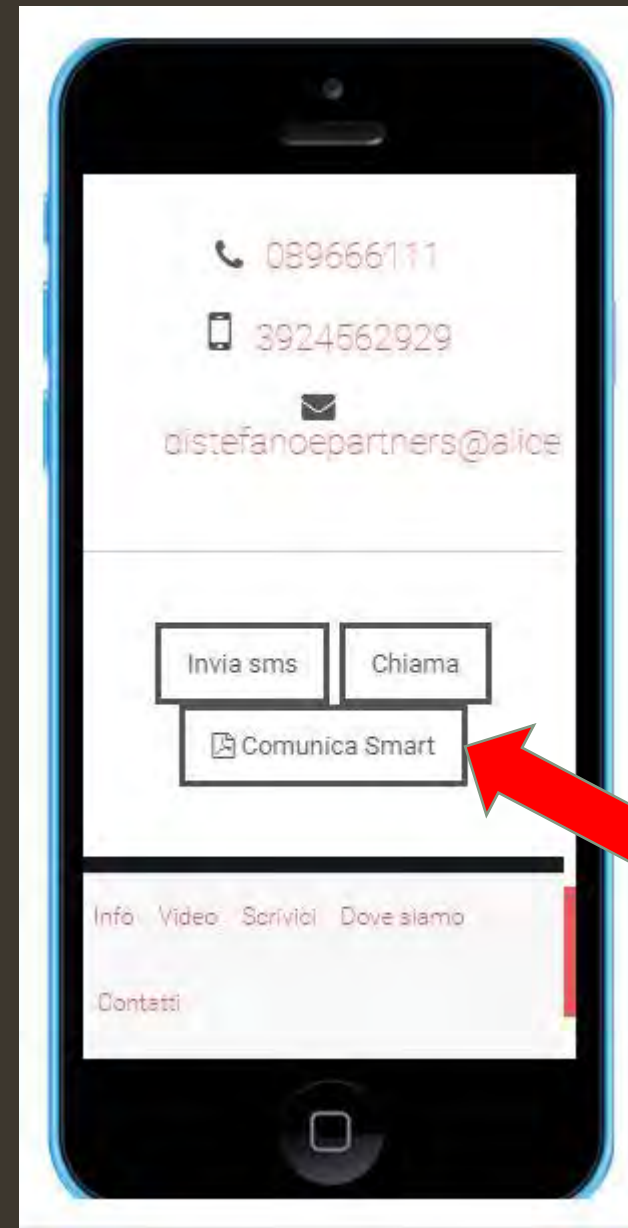 089666111
3924562929
distefanoepartners@alice
Invia sms Chiama
Comunica Smart
Info Video Scrivici Dove siamo
Contatti